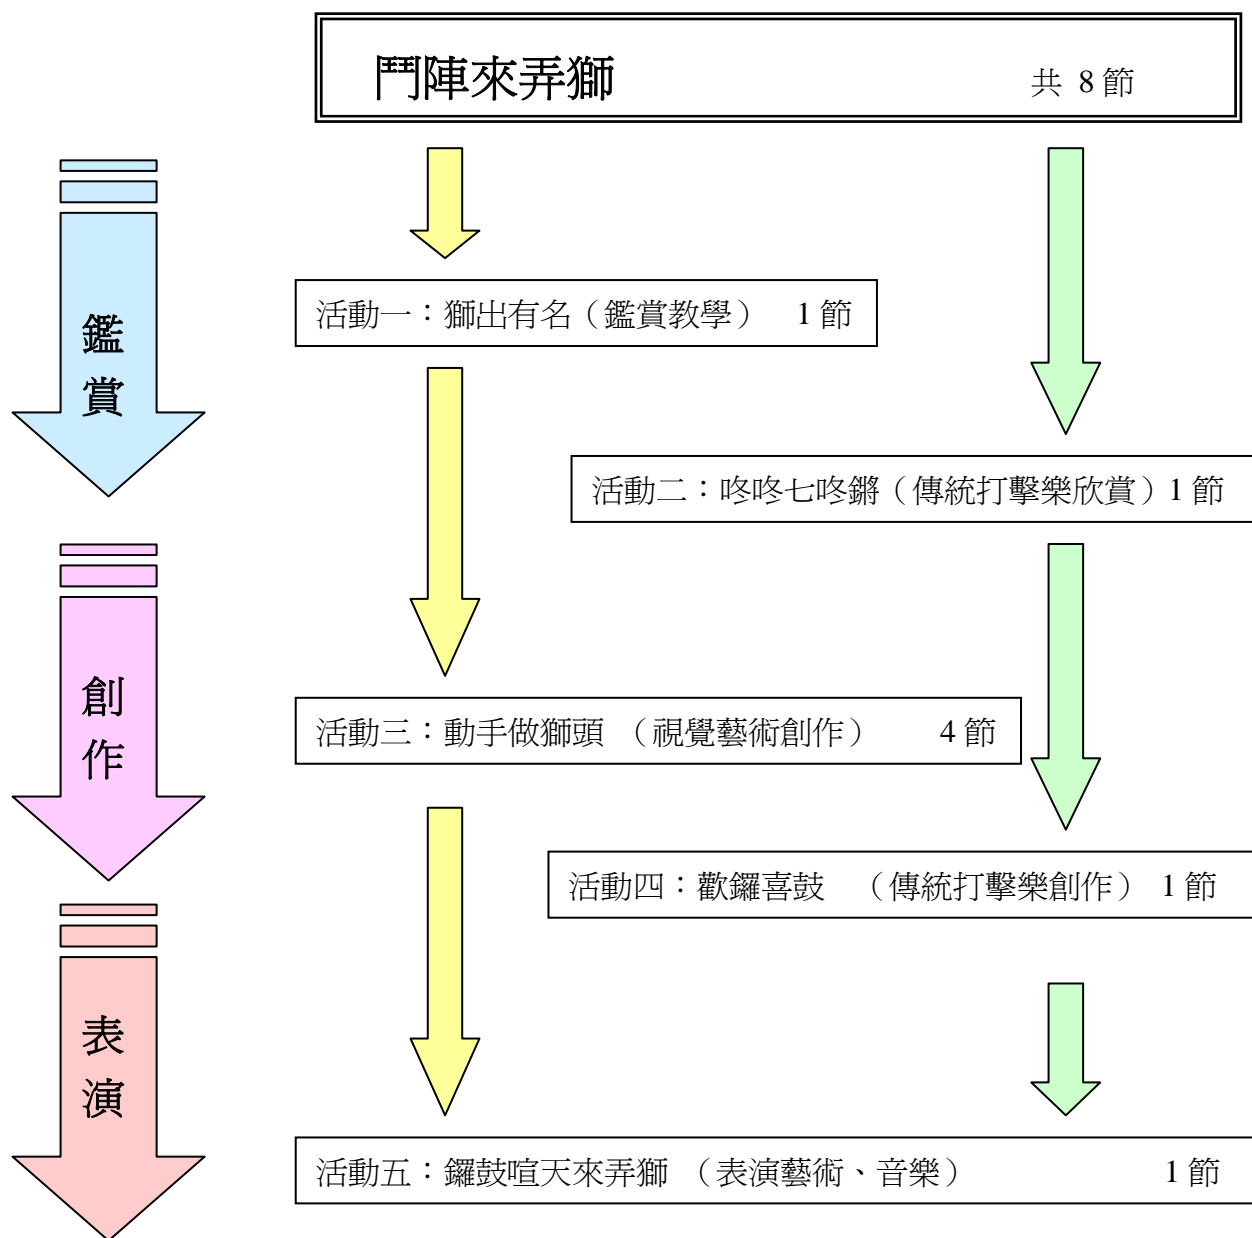 鬥陣來弄獅 共 8 節
鑑賞
活動一：獅出有名（鑑賞教學） 1 節
活動二：咚咚七咚鏘（傳統打擊樂欣賞）1 節
創作
活動三：動手做獅頭 （視覺藝術創作） 4 節
活動四：歡鑼喜鼓 （傳統打擊樂創作） 1 節
表演
活動五：鑼鼓喧天來弄獅 （表演藝術、音樂） 1 節